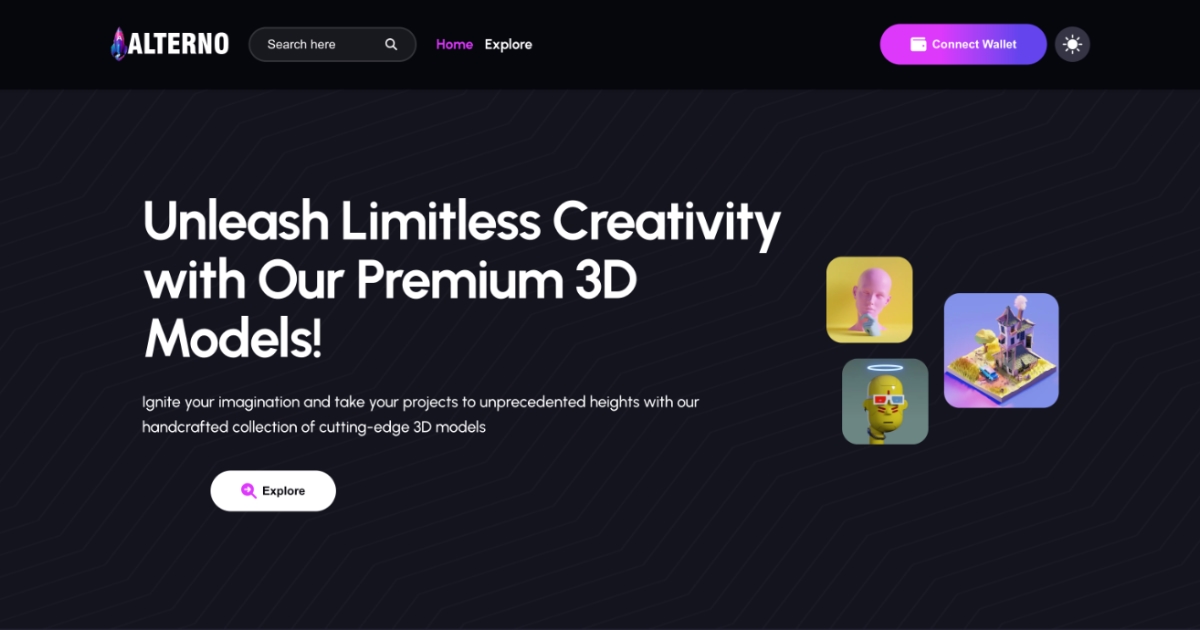 ALTERNO
Search here
Home
Explore
Connect Wallet
Unleash Limitless Creativity
with Our Premium 3D
Models!
Ignite your imagination and take your projects to unprecedented heights with our
handcrafted collection of cutting-edge 3D models
Explore